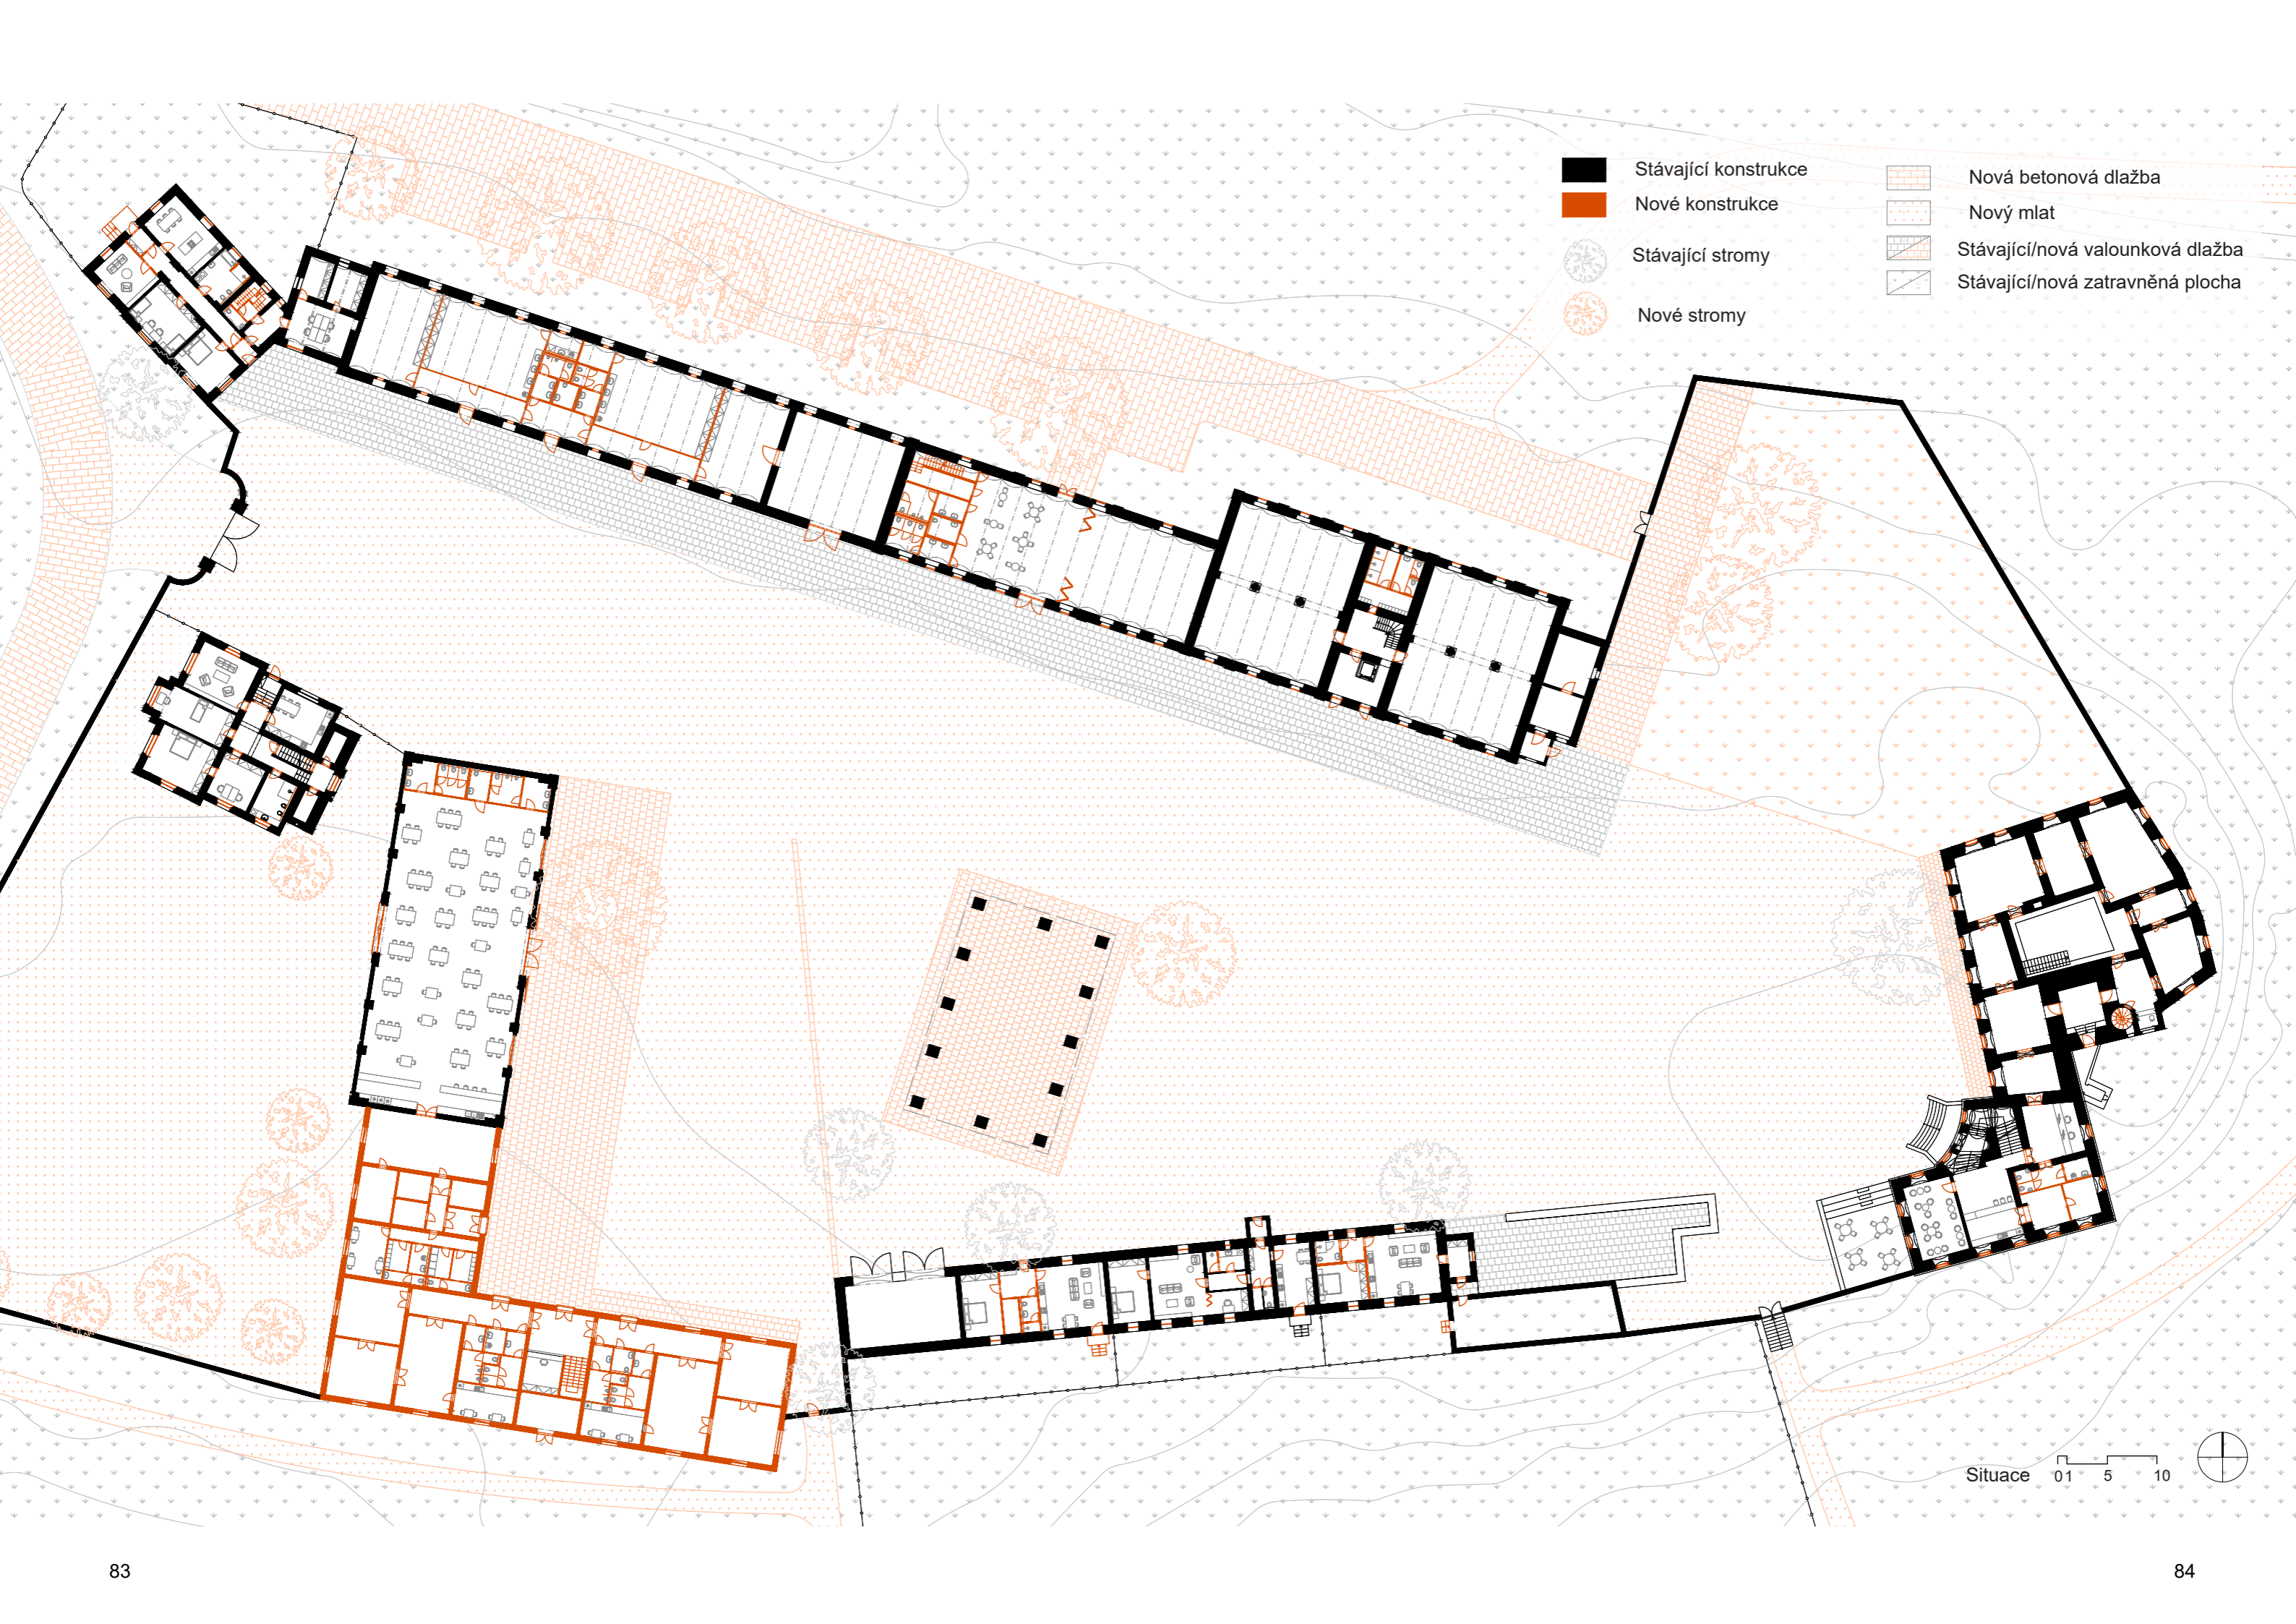 Stávající konstrukce
Nové konstrukce
Stávající stromy
Nové stromy
Nová betonová dlažba
Nový mlat
Stávající/nová valounková dlažba
Stávající/nová zatravněná plocha
Situace 0 1 5 10
83
84